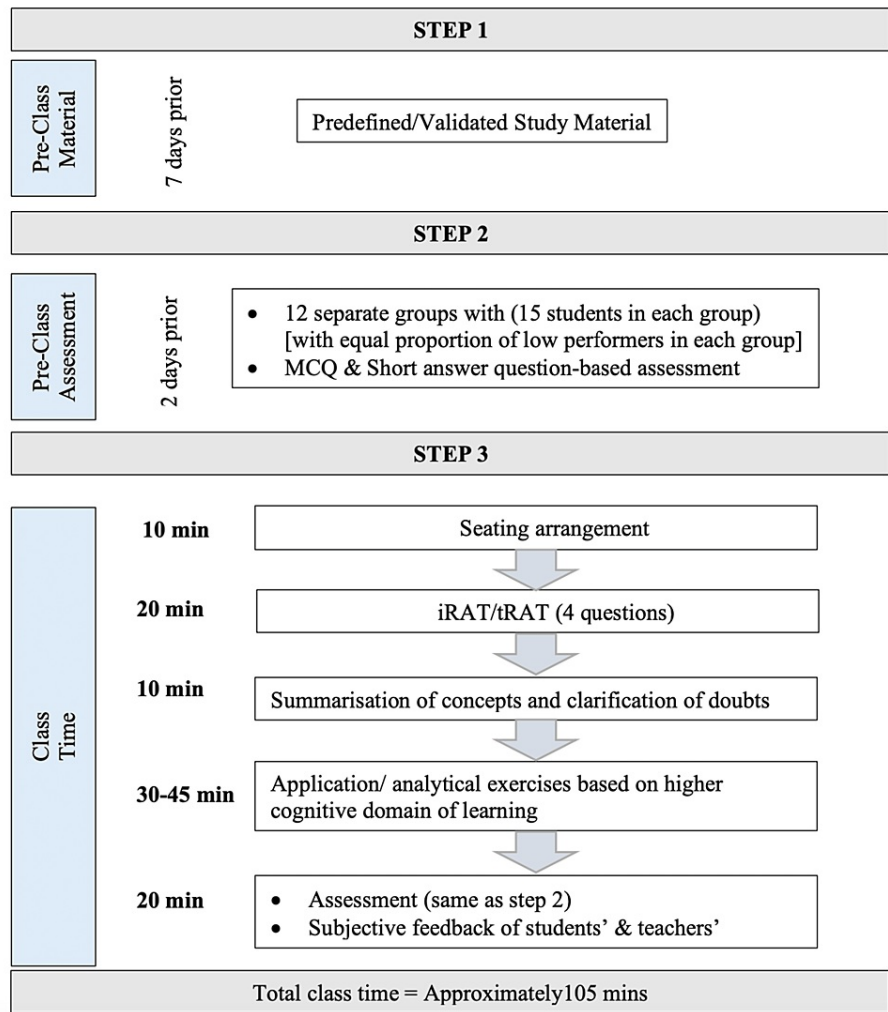 STEP 1
Pre-Class
Material
7 days prior
Predefined/Validated Study Material
STEP 2
Pre-Class
Assessment
2 days prior
• 12 separate groups with (15 students in each group)
[with equal proportion of low performers in each group]
• MCQ & Short answer question-based assessment
STEP 3
Class
Time
10 min
Seating arrangement
20 min
iRAT/tRAT (4 questions)
10 min
Summarisation of concepts and clarification of doubts
30-45 min
Application/ analytical exercises based on higher
cognitive domain of learning
20 min
• Assessment (same as step 2)
• Subjective feedback of students’ & teachers’
Total class time = Approximately105 mins